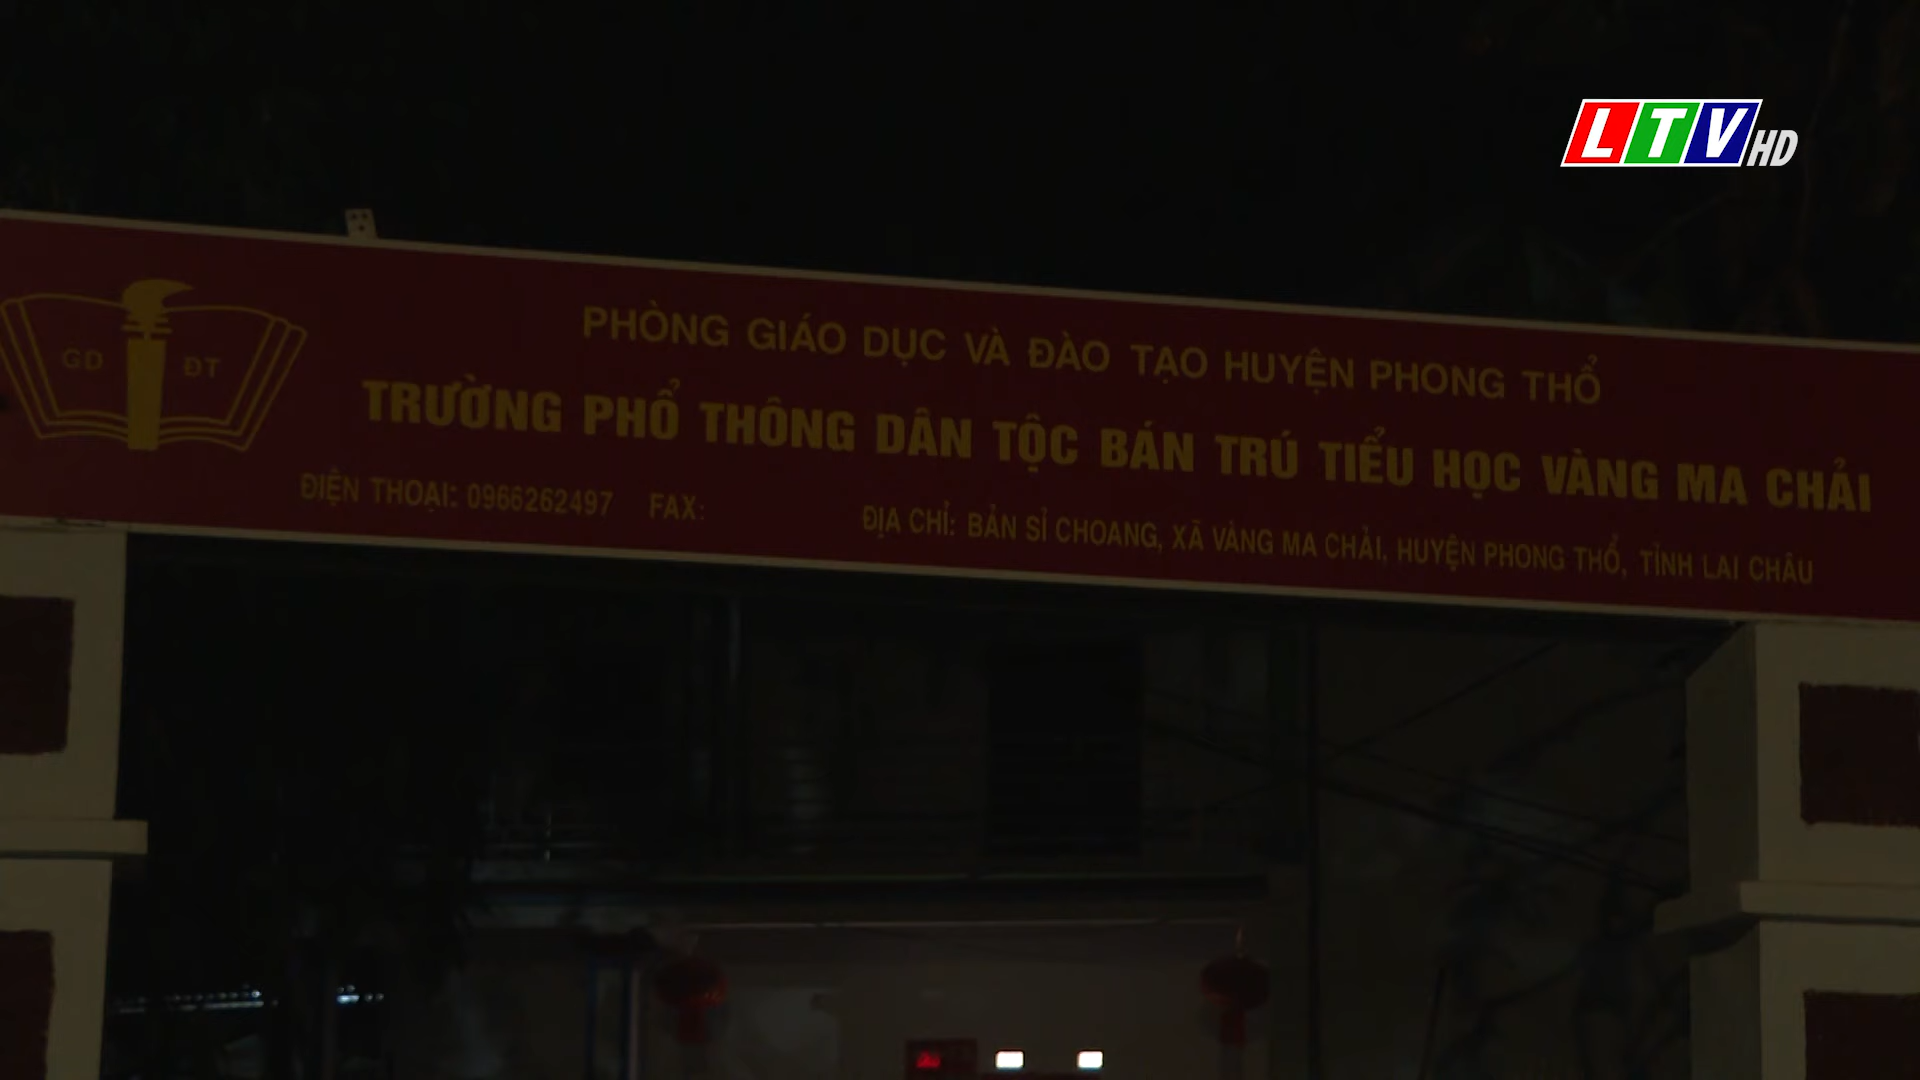 LTV HD
PHÒNG GIÁO DỤC VÀ ĐÀO TẠO HUYỆN PHONG THỔ
GD ĐT
TRƯỜNG PHỔ THÔNG DÂN TỘC BÁN TRÚ TIỂU HỌC VÀNG MA CHẢI
ĐIỆN THOẠI: 0966262497 FAX:
ĐỊA CHỈ: BẢN SỈ CHOANG, XÃ VÀNG MA CHẢI, HUYỆN PHONG THỔ, TỈNH LAI CHÂU